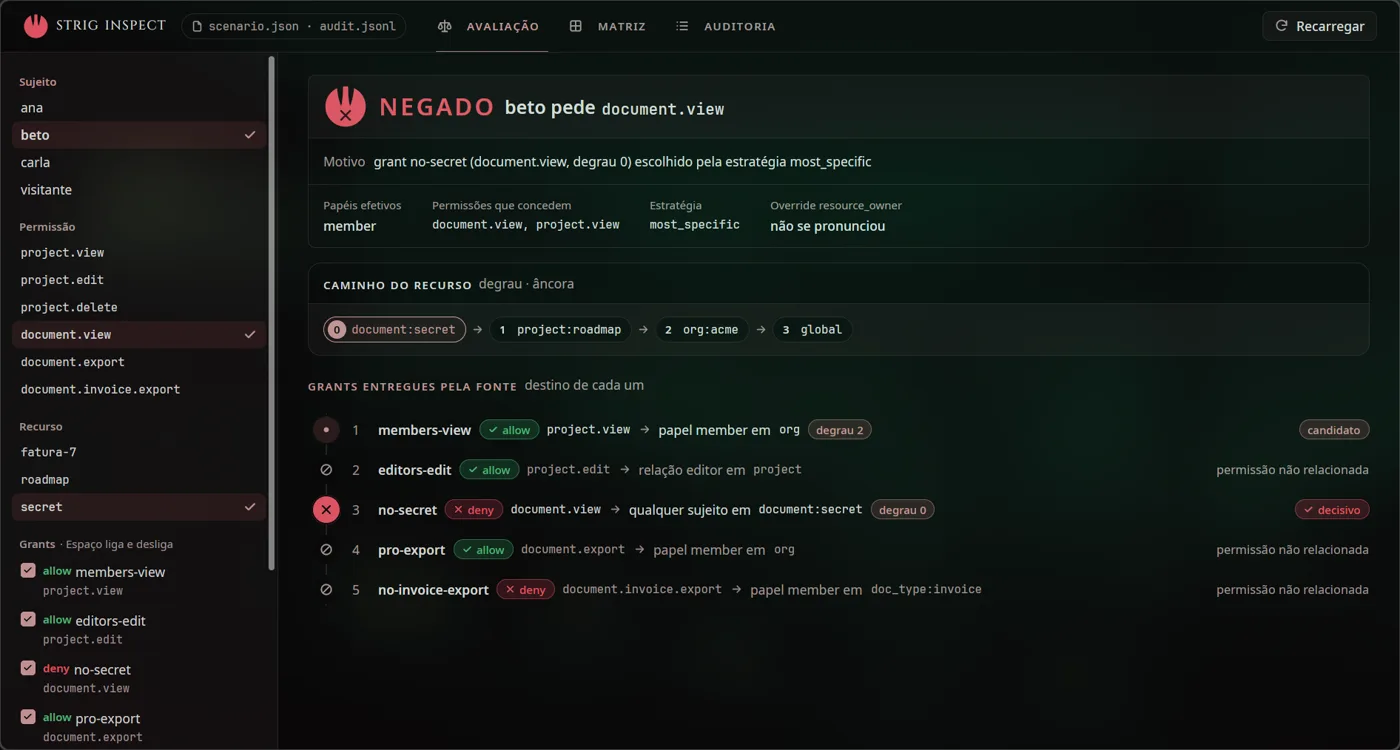 STRIG INSPECT
scenario.json · audit.jsonl
AVALIAÇÃO
MATRIZ
AUDITORIA
Recarregar
Sujeito
ana
beto
carla
visitante
Permissão
project.view
project.edit
project.delete
document.view
document.export
document.invoice.export
Recurso
fatura-7
roadmap
secret
Grants · Espaço liga e desliga
allow members-view
project.view
allow editors-edit
project.edit
deny no-secret
document.view
allow pro-export
document.export
NEGADO beto pede document.view
Motivo grant no-secret (document.view, degrau 0) escolhido pela estratégia most_specific
Papéis efetivos
member
Permissões que concedem
document.view, project.view
Estratégia
most_specific
Override resource_owner
não se pronunciou
CAMINHO DO RECURSO degrau · âncora
0 document:secret → 1 project:roadmap → 2 org:acme → 3 global
GRANTS ENTREGUES PELA FONTE destino de cada um
1 members-view allow project.view → papel member em org degrau 2 candidato
2 editors-edit allow project.edit → relação editor em project permissão não relacionada
3 no-secret deny document.view → qualquer sujeito em document:secret degrau 0 decisivo
4 pro-export allow document.export → papel member em org permissão não relacionada
5 no-invoice-export deny document.invoice.export → papel member em doc_type:invoice permissão não relacionada